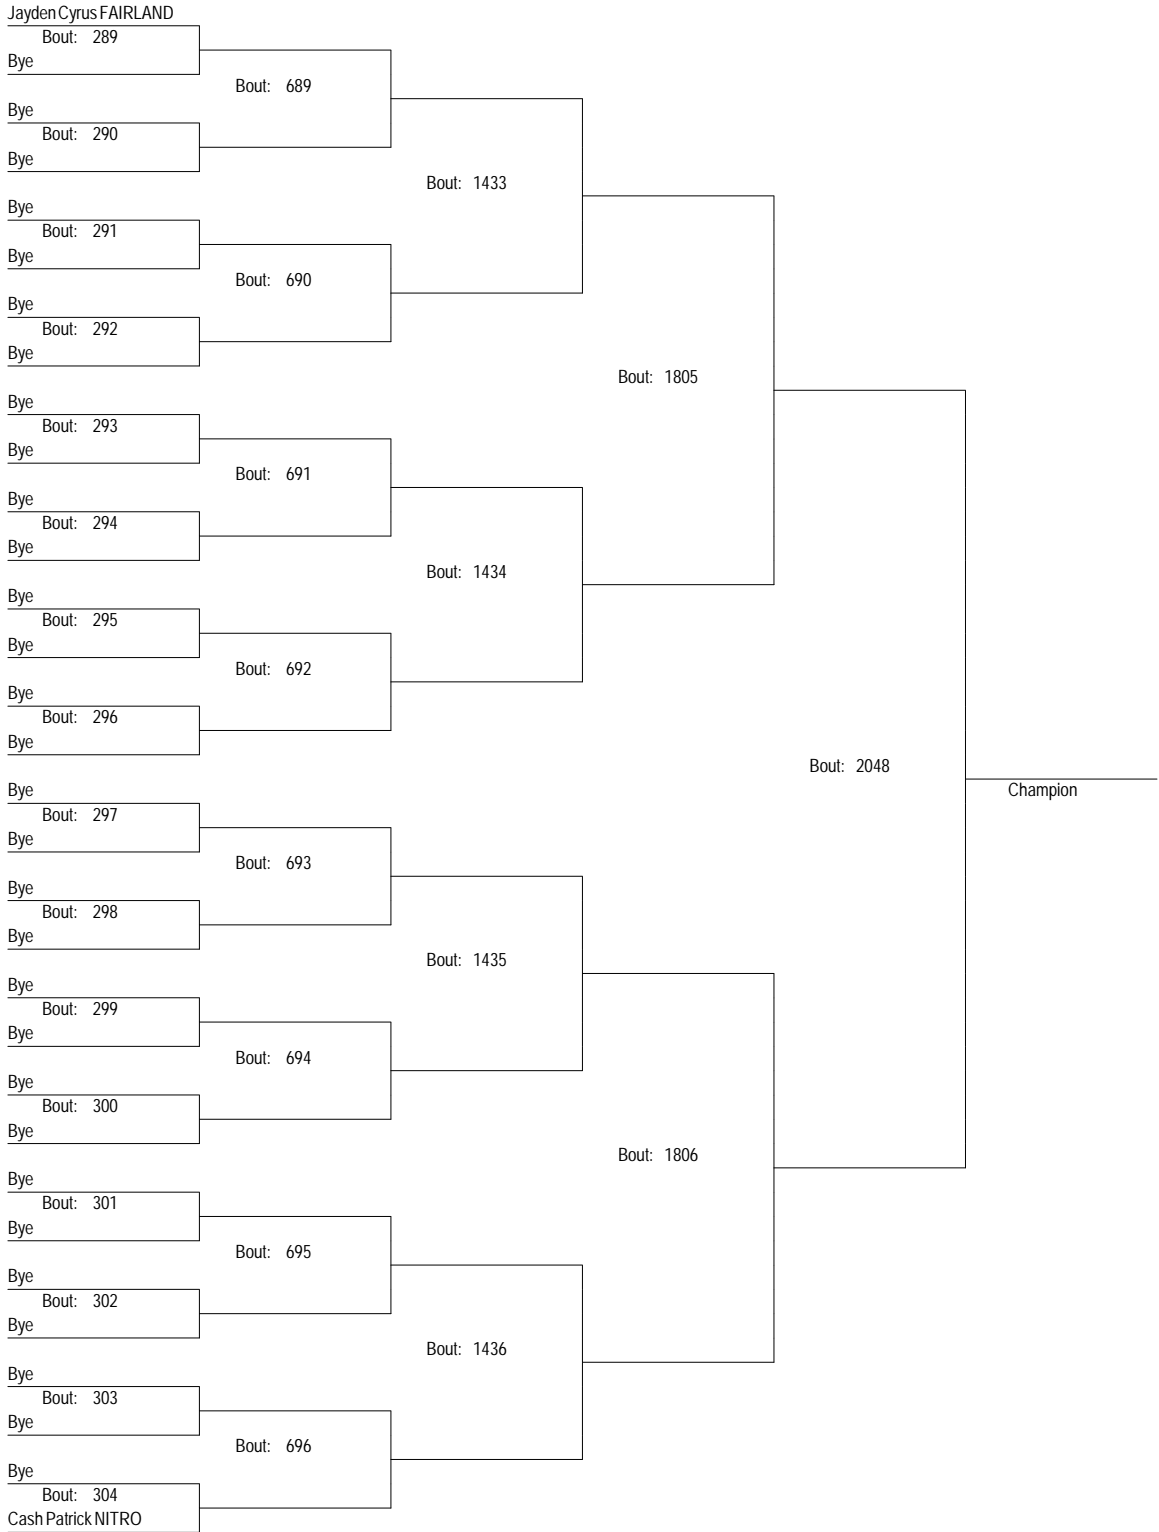 Jayden Cyrus FAIRLAND
Bout: 289
Bye
Bout: 689
Bye
Bout: 290
Bye
Bout: 1433
Bye
Bout: 291
Bye
Bout: 690
Bye
Bout: 292
Bye
Bout: 1805
Bye
Bout: 293
Bye
Bout: 691
Bye
Bout: 294
Bye
Bout: 1434
Bye
Bout: 295
Bye
Bout: 692
Bye
Bout: 296
Bye
Bout: 2048
Bye
Champion
Bout: 297
Bye
Bout: 693
Bye
Bout: 298
Bye
Bout: 1435
Bye
Bout: 299
Bye
Bout: 694
Bye
Bout: 300
Bye
Bout: 1806
Bye
Bout: 301
Bye
Bout: 695
Bye
Bout: 302
Bye
Bout: 1436
Bye
Bout: 303
Bye
Bout: 696
Bye
Bout: 304
Cash Patrick NITRO